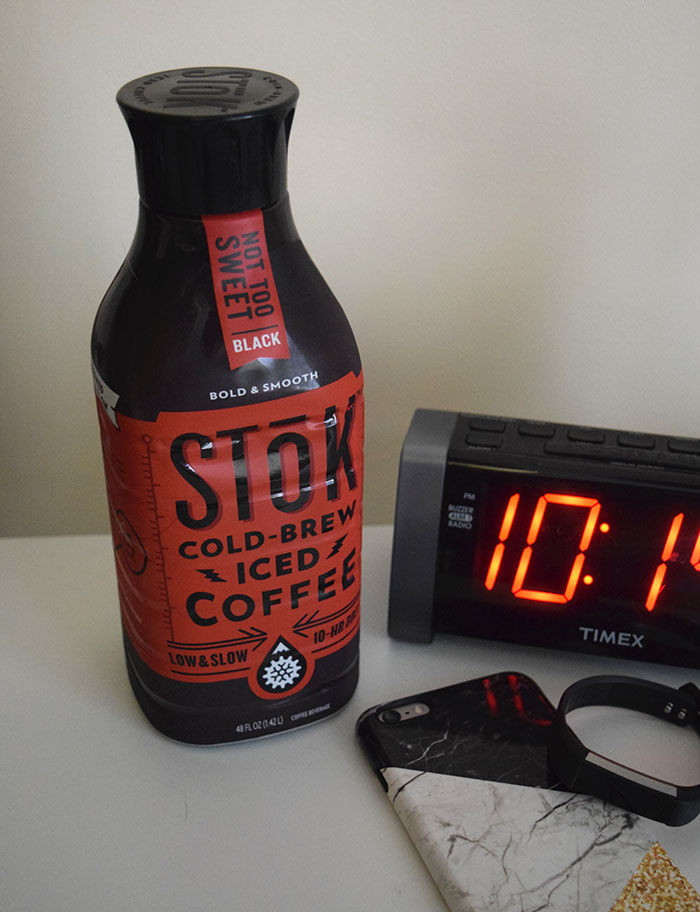 STŌK
NOT TOO
SWEET
BLACK
BOLD & SMOOTH
STŌK
COLD-BREW
ICED
COFFEE
LOW & SLOW
10-HR
48 FL OZ (1.42 L) COFFEE BEVERAGE
PM
BUZZER
ALM 1
RADIO
10:1
TIMEX